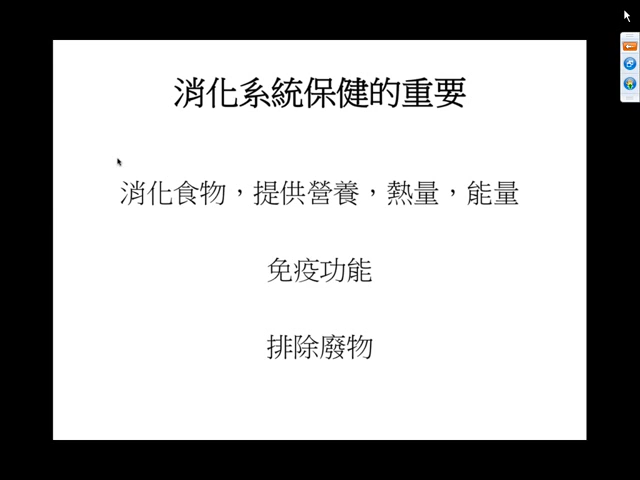 消化系統保健的重要
消化食物，提供營養，熱量，能量
免疫功能
排除廢物